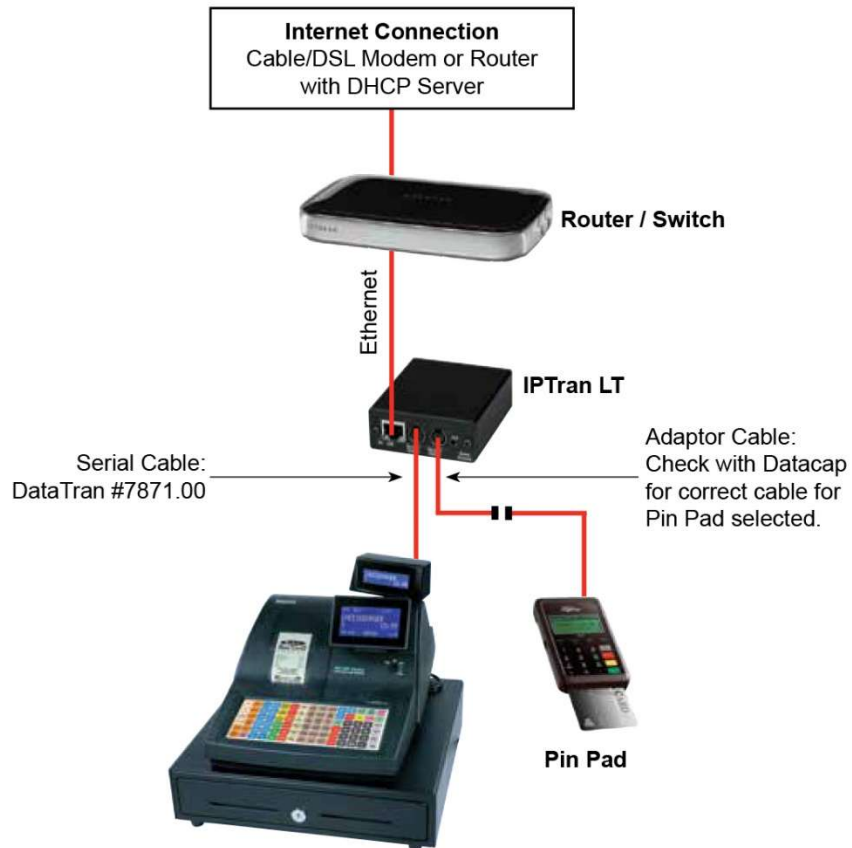 Internet Connection
Cable/DSL Modem or Router
with DHCP Server
Router / Switch
Ethernet
IPTran LT
Serial Cable:
DataTran #7871.00
Adaptor Cable:
Check with Datacap
for correct cable for
Pin Pad selected.
Pin Pad